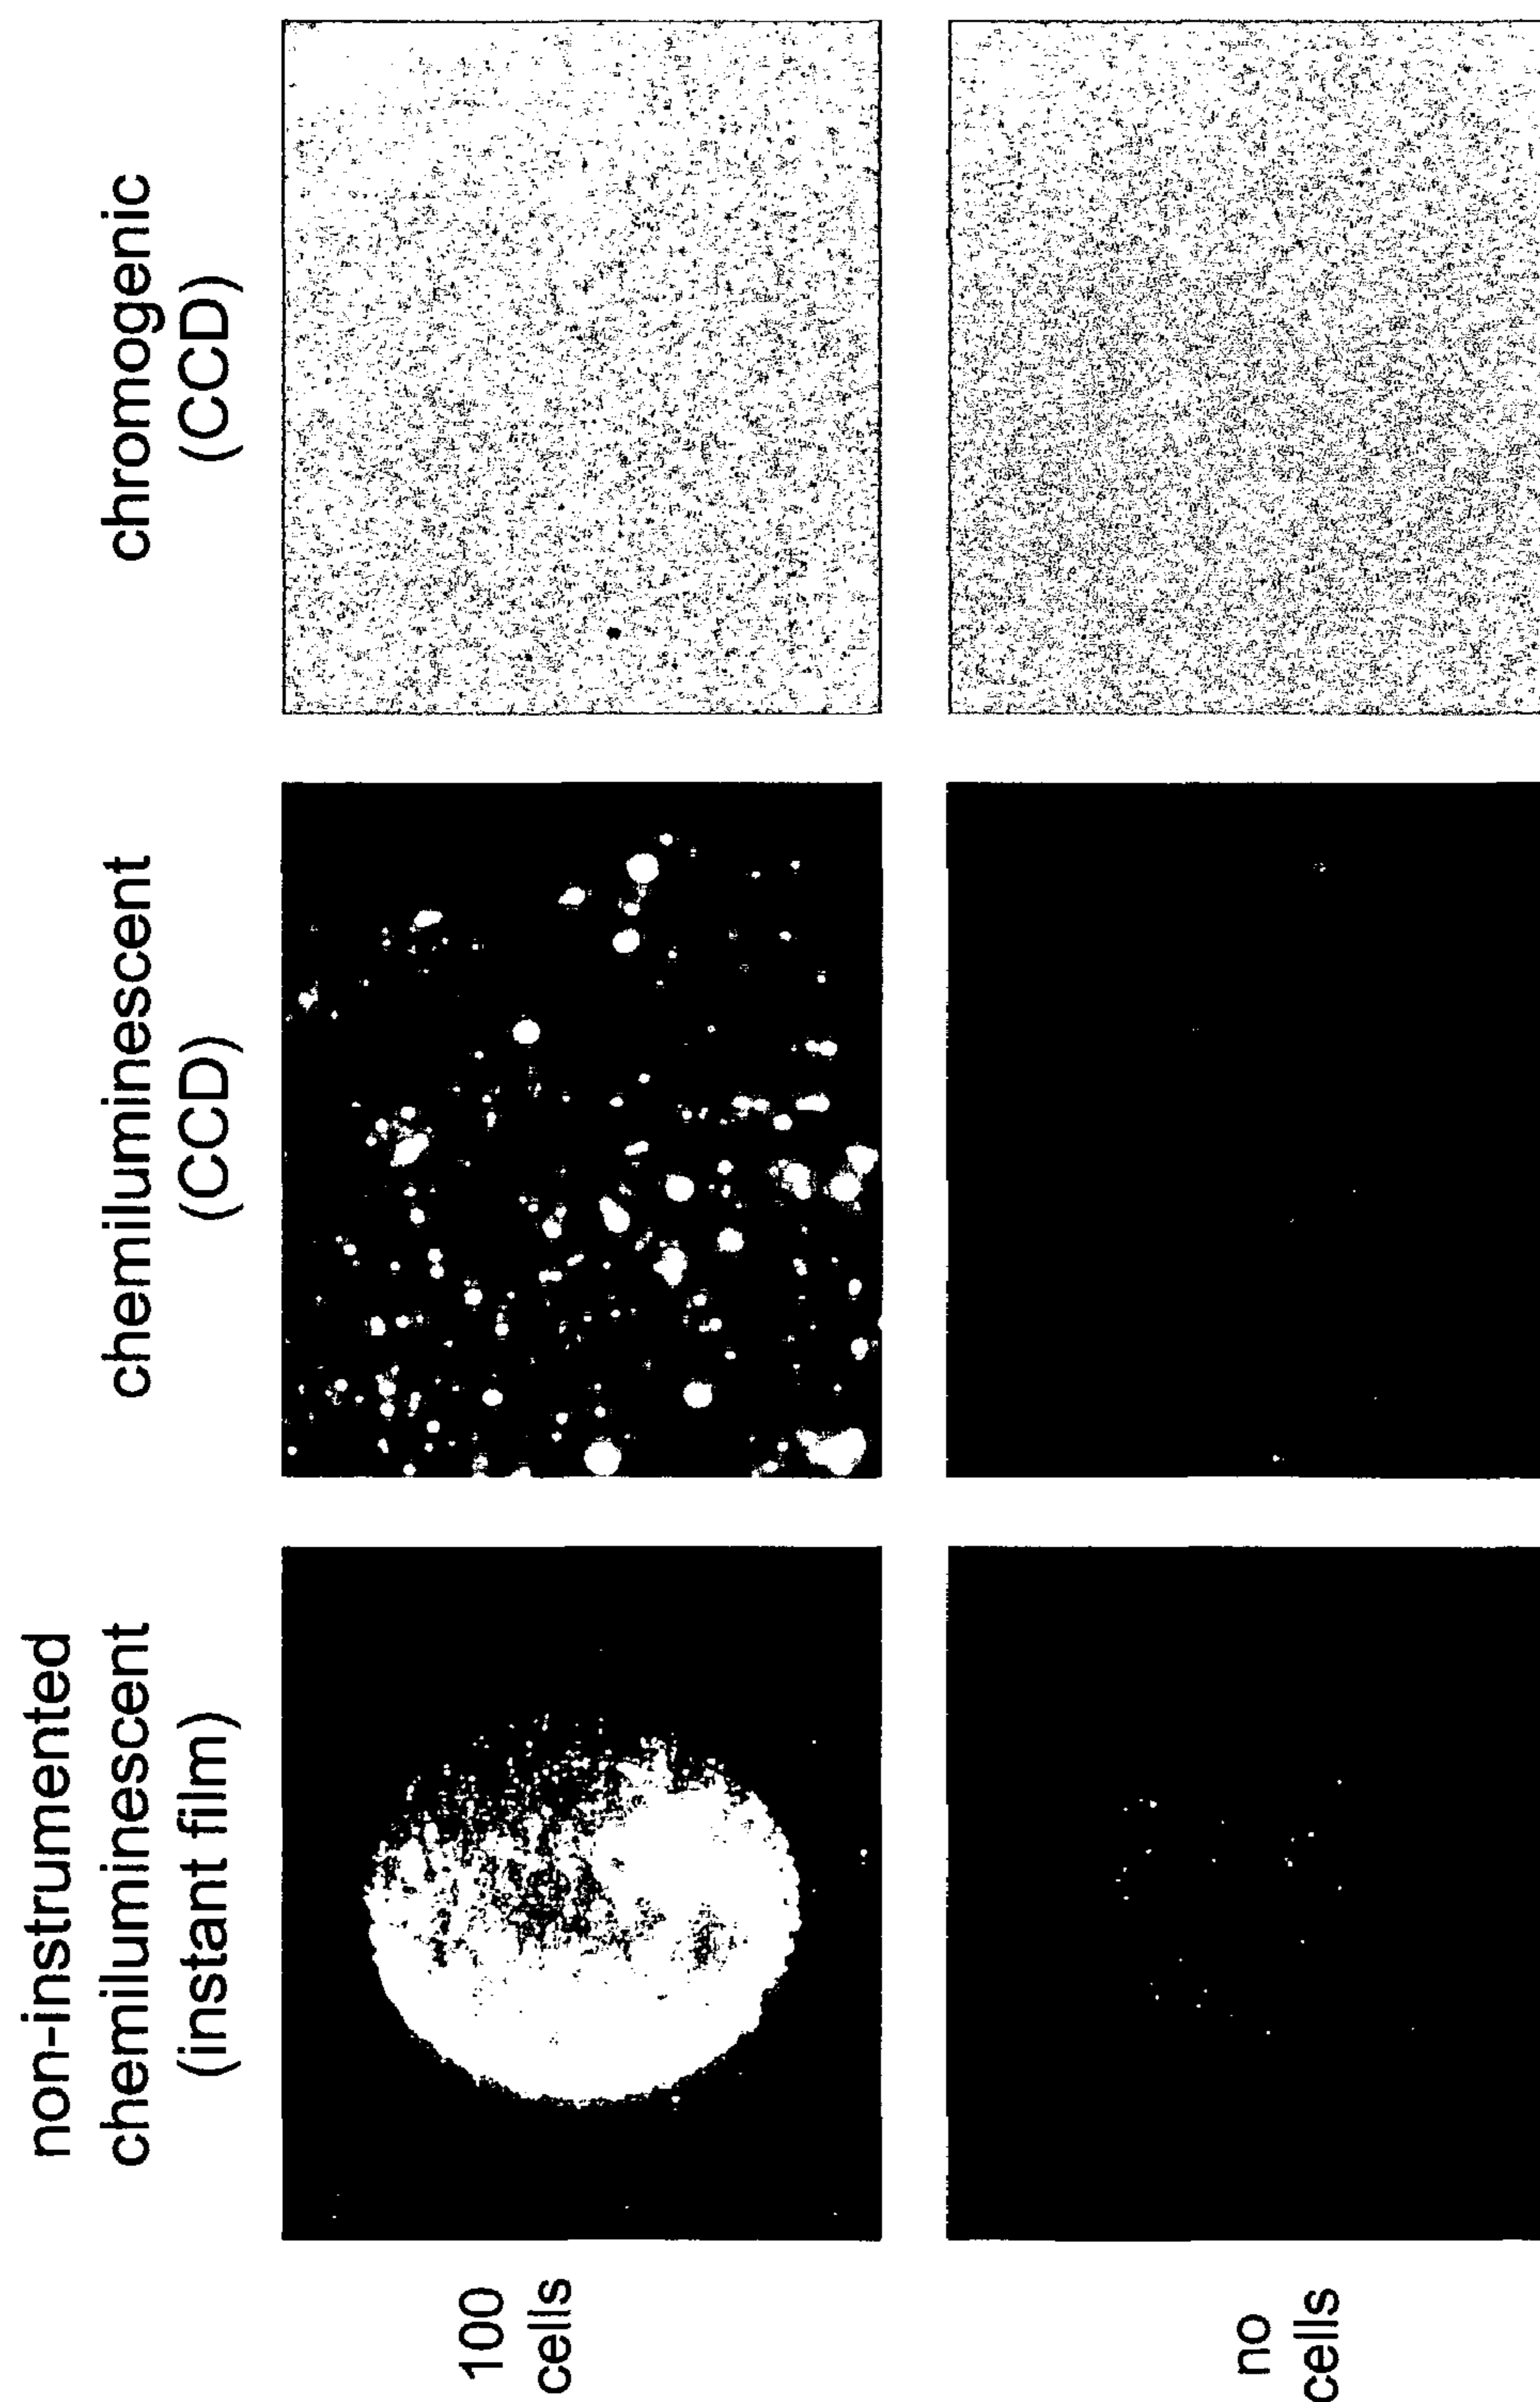 non-instrumented
chemiluminescent
(instant film)
chemiluminescent
(CCD)
chromogenic
(CCD)
100
cells
no
cells